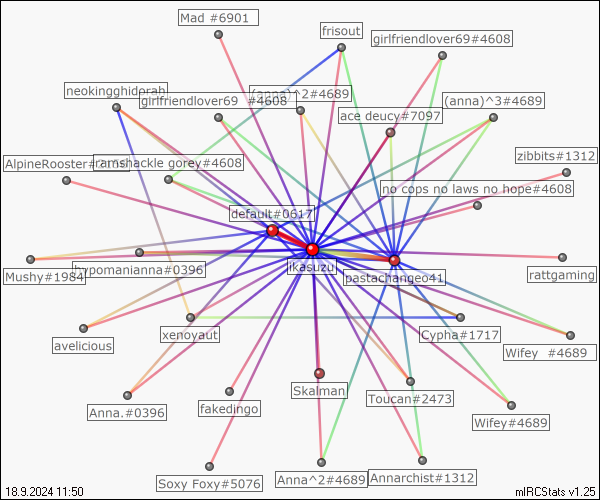 Mad #6901
frisout
girlfriendlover69#4608
neokingghidorah
girlfriendlover69 #4608
(anna)^2#4689
(anna)^3#4689
ace deucy#7097
AlpineRooster#
ramshackle gorey#4608
zibbits#1312
no cops no laws no hope#4608
default#0617
Mushy#1984
hypomanianna#0396
ikasuzu
pastachangeo41
rattgaming
avelicious
xenoyaut
Cypha#1717
Wifey #4689
Anna.#0396
fakedingo
Skalman
Toucan#2473
Wifey#4689
Soxy Foxy#5076
Anna^2#4689
Annarchist#1312
18.9.2024 11:50
mIRCStats v1.25